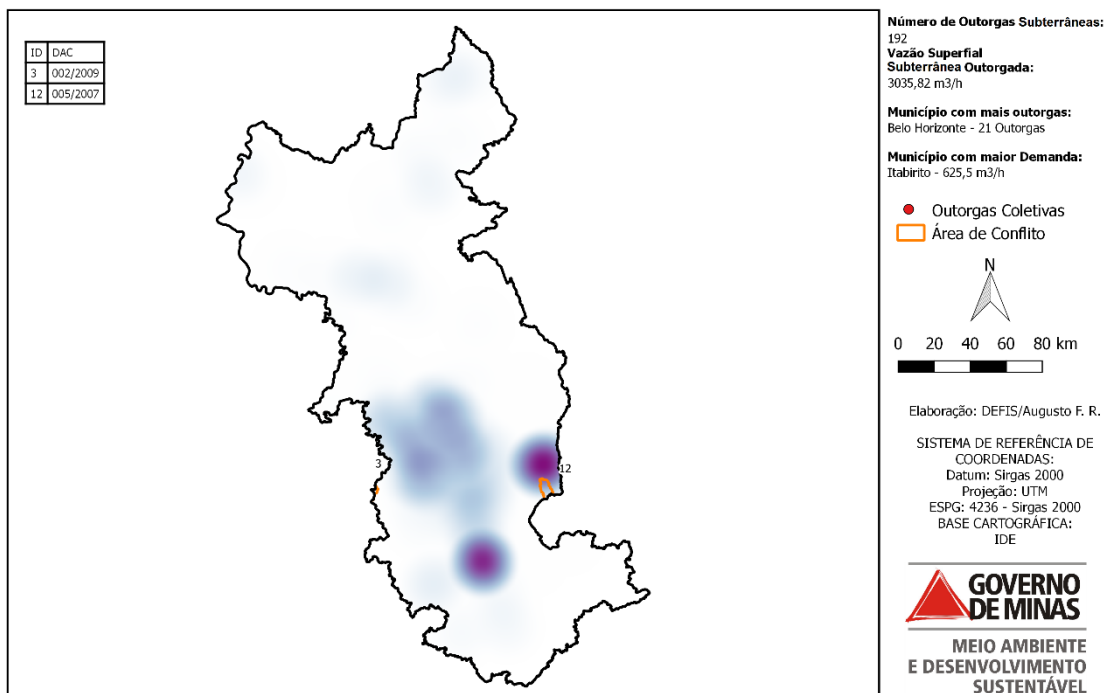 ID DAC
3 002/2009
12 005/2007
3
12
Número de Outorgas Subterrâneas:
192
Vazão Superfial
Subterrânea Outorgada:
3035,82 m3/h
Município com mais outorgas:
Belo Horizonte - 21 Outorgas
Município com maior Demanda:
Itabirito - 625,5 m3/h
Outorgas Coletivas
Área de Conflito
N
0 20 40 60 80 km
Elaboração: DEFIS/Augusto F. R.
SISTEMA DE REFERÊNCIA DE
COORDENADAS:
Datum: Sirgas 2000
Projeção: UTM
ESPG: 4236 - Sirgas 2000
BASE CARTOGRÁFICA:
IDE
GOVERNO
DE MINAS
MEIO AMBIENTE
E DESENVOLVIMENTO
SUSTENTÁVEL